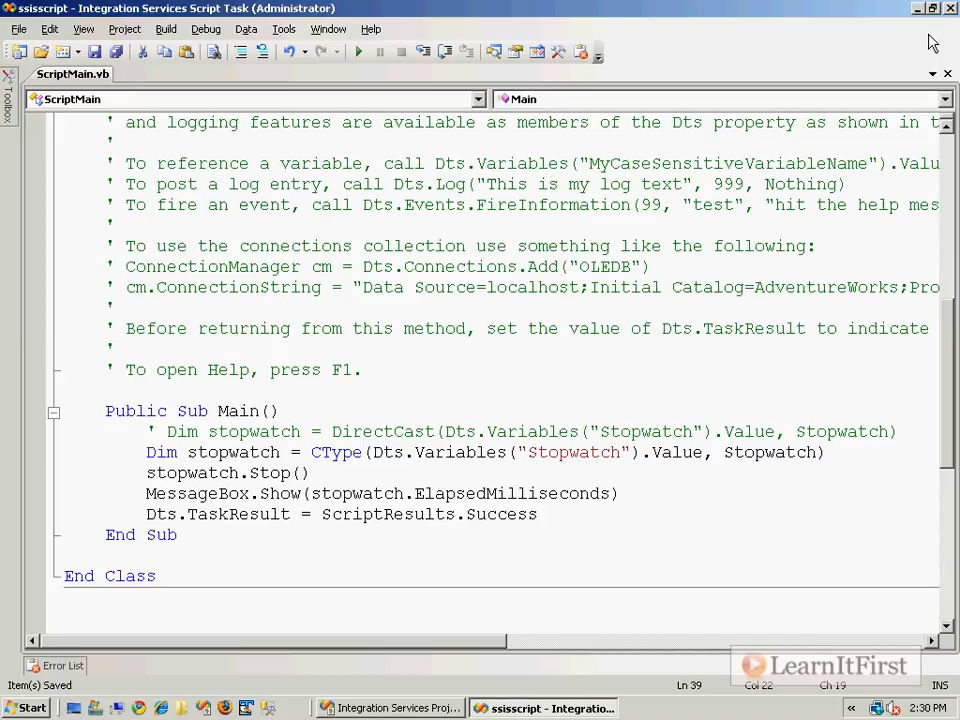 ssisscript - Integration Services Script Task (Administrator)
File Edit View Project Build Debug Data Tools Window Help
ScriptMain.vb
Toolbox
ScriptMain Main
' and logging features are available as members of the Dts property as shown in t
'
' To reference a variable, call Dts.Variables("MyCaseSensitiveVariableName").Valu
' To post a log entry, call Dts.Log("This is my log text", 999, Nothing)
' To fire an event, call Dts.Events.FireInformation(99, "test", "hit the help mes
'
' To use the connections collection use something like the following:
' ConnectionManager cm = Dts.Connections.Add("OLEDB")
' cm.ConnectionString = "Data Source=localhost;Initial Catalog=AdventureWorks;Pro
'
' Before returning from this method, set the value of Dts.TaskResult to indicate
'
' To open Help, press F1.
Public Sub Main()
' Dim stopwatch = DirectCast(Dts.Variables("Stopwatch").Value, Stopwatch)
Dim stopwatch = CType(Dts.Variables("Stopwatch").Value, Stopwatch)
stopwatch.Stop()
MessageBox.Show(stopwatch.ElapsedMilliseconds)
Dts.TaskResult = ScriptResults.Success
End Sub
End Class
Error List
LearnItFirst
Item(s) Saved Ln 39 Col 22 Ch 19 INS
Start Integration Services Proj... ssisscript - Integratio... « 2:30 PM